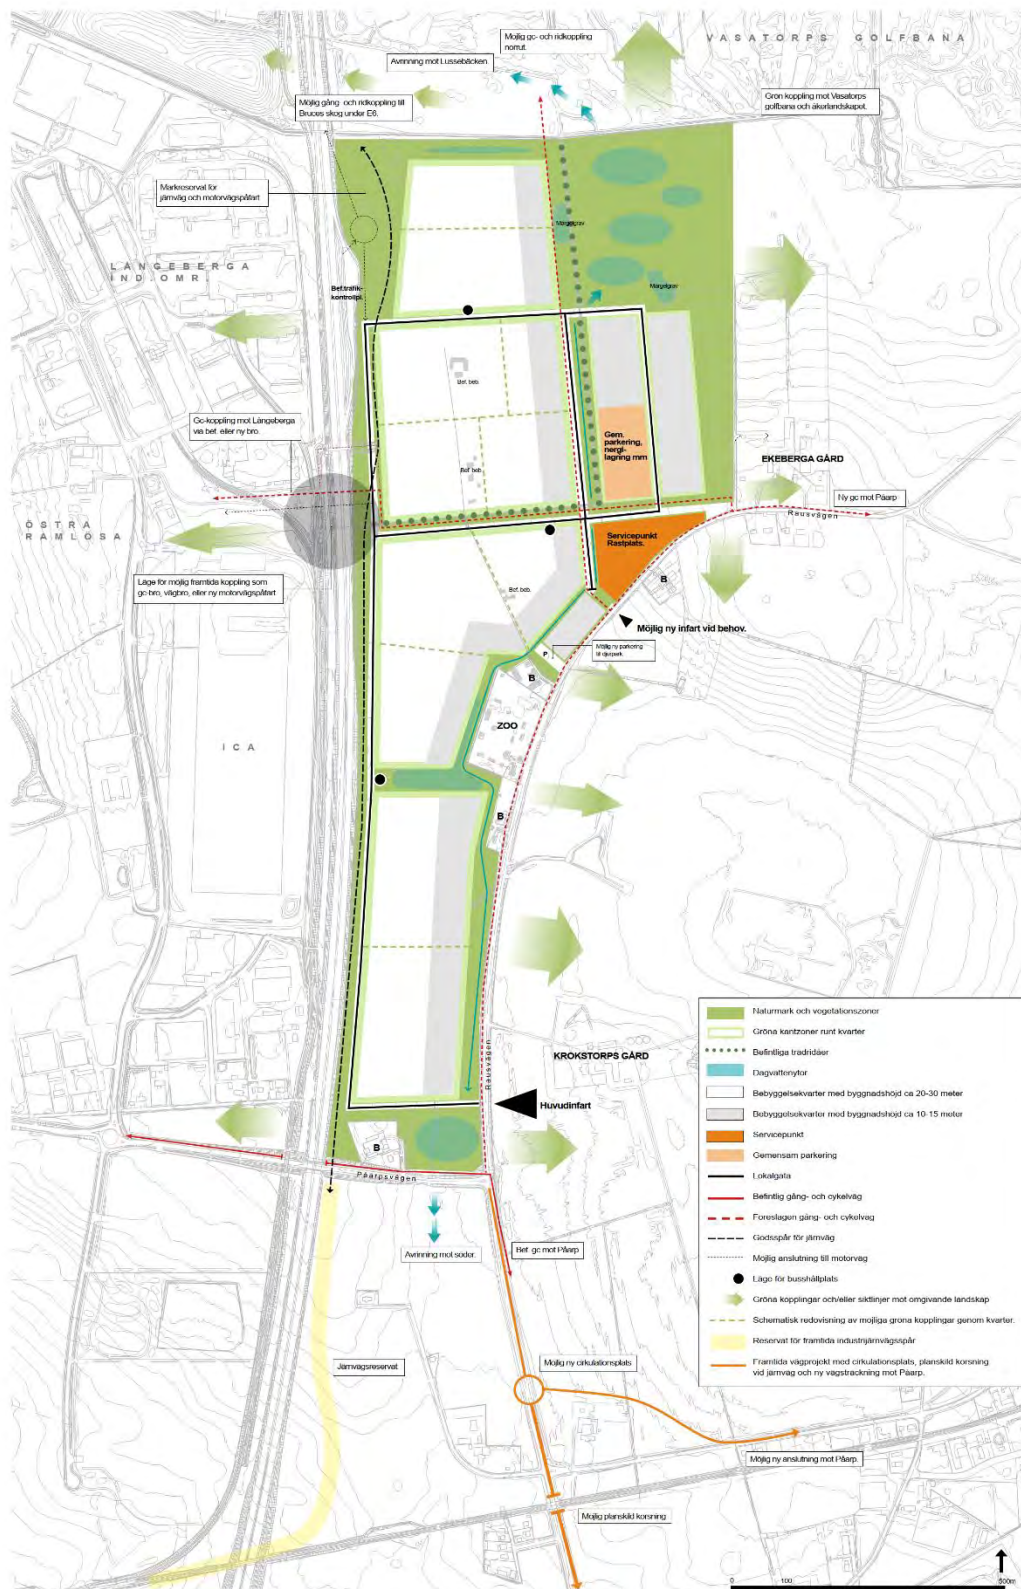 VASATORPS GOLFBANA
Möjlig gc- och ridkoppling
norrut.
Avrinning mot Lussebäcken.
Grön koppling mot Vasatorps
golfbana och åkerlandskapet.
Möjlig gång- och ridkoppling till
Bruces skog under E6.
Markreservat för
järnväg och motorvägspåfart
LÅNGEBERGA
IND. OMR.
Märgelgrav
Märgelgrav
Bef.trafik-
kontrollpl.
Bef. beb.
Gc-koppling mot Långeberga
via bef. eller ny bro.
Gem.
parkering,
nergi-
lagring mm
Bef. beb.
EKEBERGA GÅRD
Ny gc mot Påarp
Rausvägen
ÖSTRA
RAMLÖSA
Servicepunkt
Rastplats.
Läge för möjlig framtida koppling som
gc-bro, vägbro, eller ny motorvägspåfart
Bef. beb.
B
Möjlig ny infart vid behov.
Möjlig ny parkering
till djurpark.
P
B
ZOO
ICA
B
Rausvägen
KROKSTORPS GÅRD
Huvudinfart
B
Påarpsvägen
Avrinning mot söder.
Bef. gc mot Påarp
Järnvägsreservat
Möjlig ny cirkulationsplats
Möjlig ny anslutning mot Påarp.
Möjlig planskild korsning
Naturmark och vegetationszoner
Gröna kantzoner runt kvarter
Befintliga trädridåer
Dagvattenytor
Bebyggelsekvarter med byggnadshöjd ca 20-30 meter
Bebyggelsekvarter med byggnadshöjd ca 10-15 meter
Servicepunkt
Gemensam parkering
Lokalgata
Befintlig gång- och cykelväg
Föreslagen gång- och cykelväg
Godsspår för järnväg
Möjlig anslutning till motorväg
Läge för busshållplats
Gröna kopplingar och/eller siktlinjer mot omgivande landskap
Schematisk redovisning av möjliga gröna kopplingar genom kvarter.
Reservat för framtida industrijärnvägsspår
Framtida vägprojekt med cirkulationsplats, planskild korsning
vid järnväg och ny vägsträckning mot Påarp.
0 100 500m